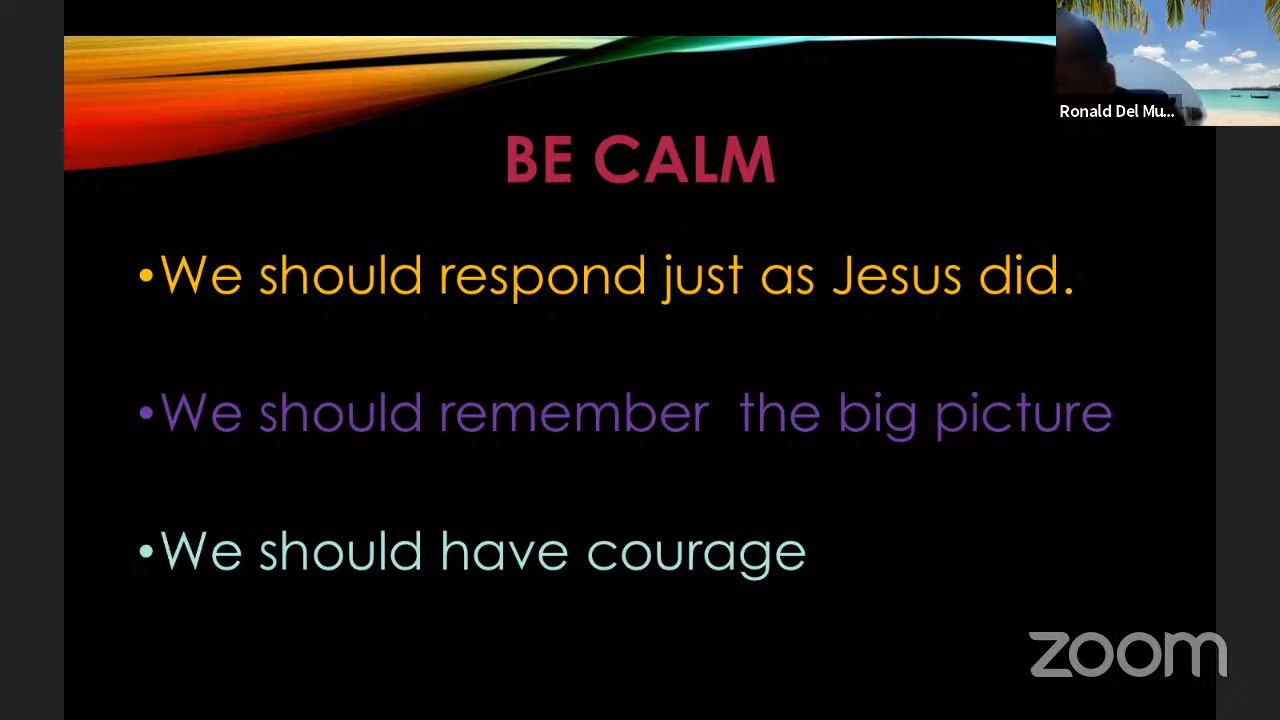 Ronald Del Mu...
BE CALM
•We should respond just as Jesus did.
•We should remember the big picture
•We should have courage
zoom